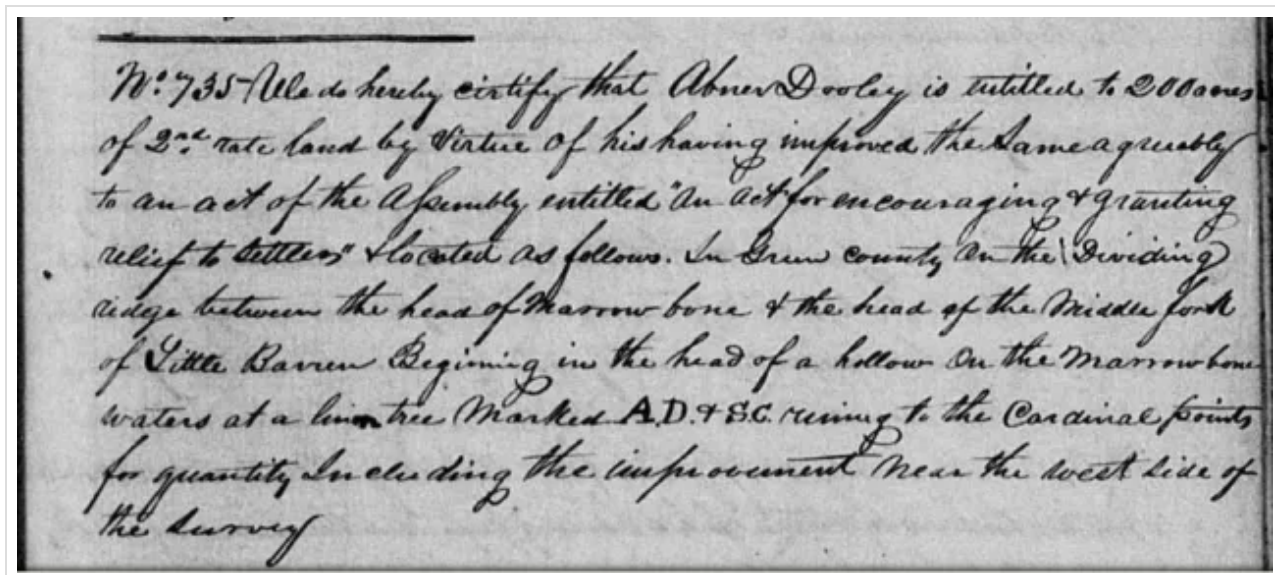 No. 735 We do hereby certify that Abner Dooley is intitled to 200 acres
of 2nd rate land by Virtue of his having improved the Same agreeably
to an act of the Assembly entitled "an act for encouraging & granting
relief to Settlers" & located as follows. In Green county on the Dividing
ridge between the head of Marrow bone & the head of the Middle fork
of Little Barren Begining in the head of a hollow On the Marrowbone
waters at a linn tree Marked A.D. & S.C. runing to the Cardinal points
for quantity Including the improvement Near the west side of
the Survey